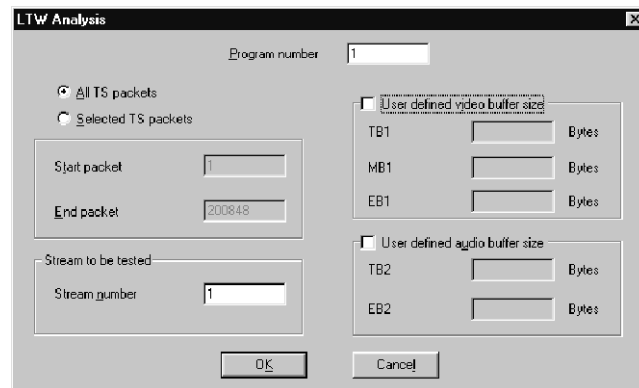 LTW Analysis
Program number 1
All TS packets
Selected TS packets
Start packet 1
End packet 200848
Stream to be tested
Stream number 1
User defined video buffer size
TB1 Bytes
MB1 Bytes
EB1 Bytes
User defined audio buffer size
TB2 Bytes
EB2 Bytes
OK Cancel